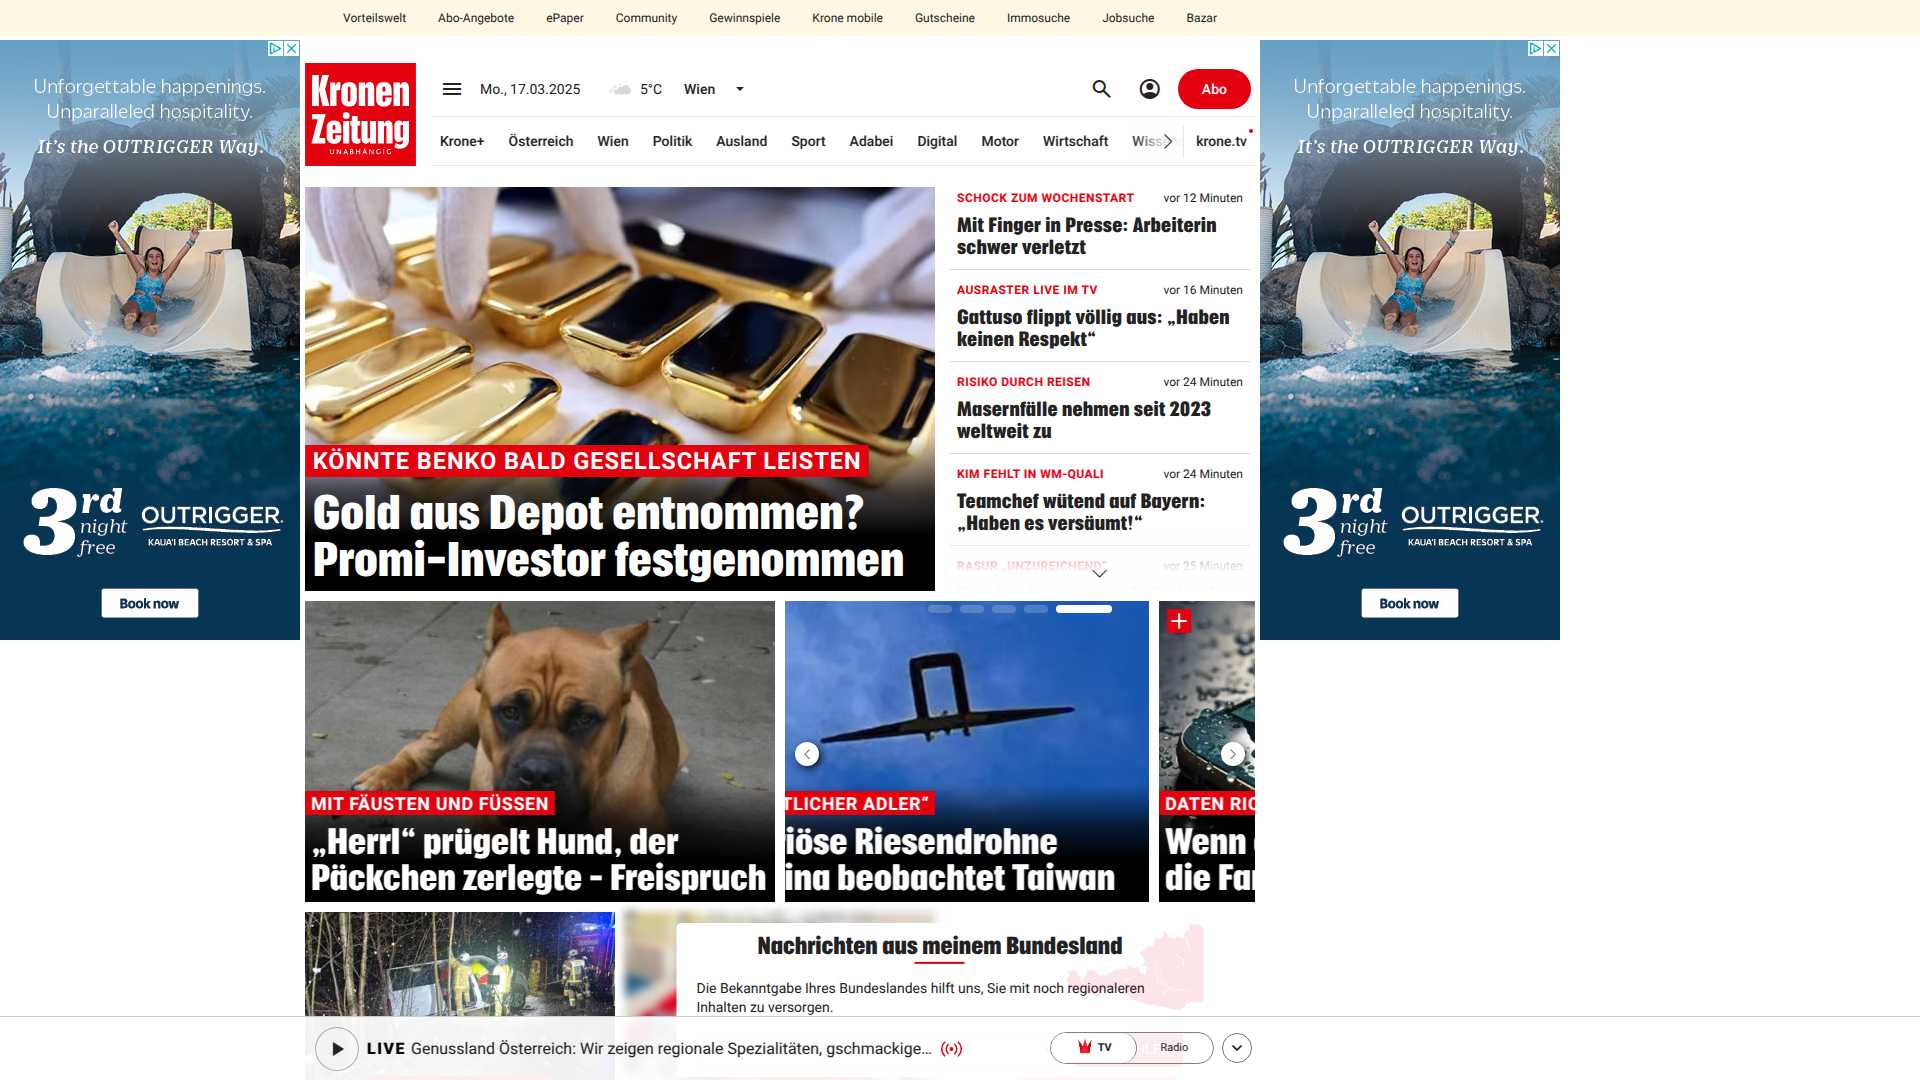 Vorteilswelt Abo-Angebote ePaper Community Gewinnspiele Krone mobile Gutscheine Immosuche Jobsuche Bazar
Unforgettable happenings.
Unparalleled hospitality.
It's the OUTRIGGER Way.
3rd night free
OUTRIGGER
KAUA'I BEACH RESORT & SPA
Book now
Kronen
Zeitung
UNABHÄNGIG
Mo., 17.03.2025 5°C Wien
Abo
Krone+ Österreich Wien Politik Ausland Sport Adabei Digital Motor Wirtschaft Wiss krone.tv
KÖNNTE BENKO BALD GESELLSCHAFT LEISTEN
Gold aus Depot entnommen?
Promi-Investor festgenommen
SCHOCK ZUM WOCHENSTART vor 12 Minuten
Mit Finger in Presse: Arbeiterin
schwer verletzt
AUSRASTER LIVE IM TV vor 16 Minuten
Gattuso flippt völlig aus: „Haben
keinen Respekt“
RISIKO DURCH REISEN vor 24 Minuten
Masernfälle nehmen seit 2023
weltweit zu
KIM FEHLT IN WM-QUALI vor 24 Minuten
Teamchef wütend auf Bayern:
„Haben es versäumt!“
RASUR „UNZUREICHEND“ vor 25 Minuten
Unforgettable happenings.
Unparalleled hospitality.
It's the OUTRIGGER Way.
3rd night free
OUTRIGGER
KAUA'I BEACH RESORT & SPA
Book now
MIT FÄUSTEN UND FÜSSEN
„Herrl“ prügelt Hund, der
Päckchen zerlegte – Freispruch
TLICHER ADLER“
iöse Riesendrohne
ina beobachtet Taiwan
DATEN RIC
Wenn
die Fa
Nachrichten aus meinem Bundesland
Die Bekanntgabe Ihres Bundeslandes hilft uns, Sie mit noch regionaleren
Inhalten zu versorgen.
LIVE Genussland Österreich: Wir zeigen regionale Spezialitäten, gschmackige...
TV Radio